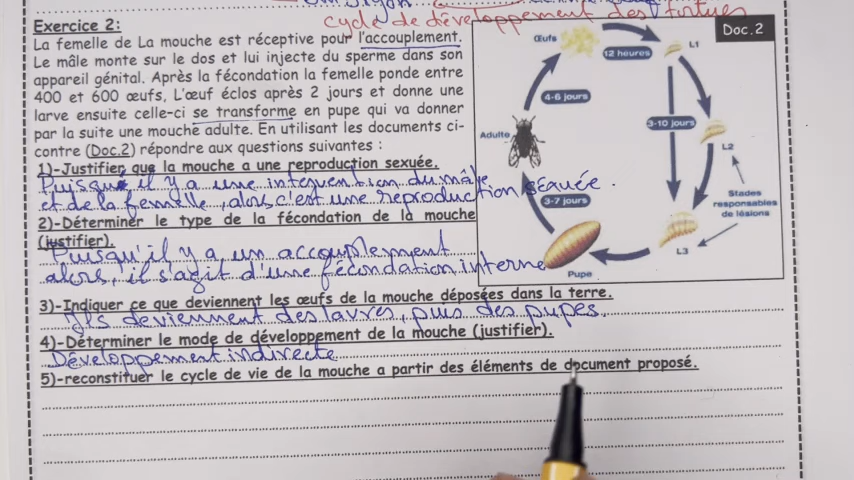 cycle de développement des tortues
Exercice 2:
La femelle de La mouche est réceptive pour l'accouplement.
Le mâle monte sur le dos et lui injecte du sperme dans son
appareil génital. Après la fécondation la femelle ponde entre
400 et 600 œufs, L'œuf éclos après 2 jours et donne une
larve ensuite celle-ci se transforme en pupe qui va donner
par la suite une mouche adulte. En utilisant les documents ci-
contre (Doc.2) répondre aux questions suivantes :
1)-Justifier que la mouche a une reproduction sexuée.
Puisque il y a une intervention du mâle
et de la femelle, alors c'est une reproduction séxuée.
2)-Déterminer le type de la fécondation de la mouche
(justifier).
Puisqu'il y a un accouplement
alors, il s'agit d'une fécondation interne
3)-Indiquer ce que deviennent les œufs de la mouche déposées dans la terre.
Ils deviennent des lavres, puis des pupes.
4)-Déterminer le mode de développement de la mouche (justifier).
Développement indirecte
5)-reconstituer le cycle de vie de la mouche a partir des éléments de document proposé.
Doc.2
Œufs
12 heures
L1
3-10 jours
L2
Stades
responsables
de lésions
L3
Pupe
3-7 jours
Adulte
4-6 jours